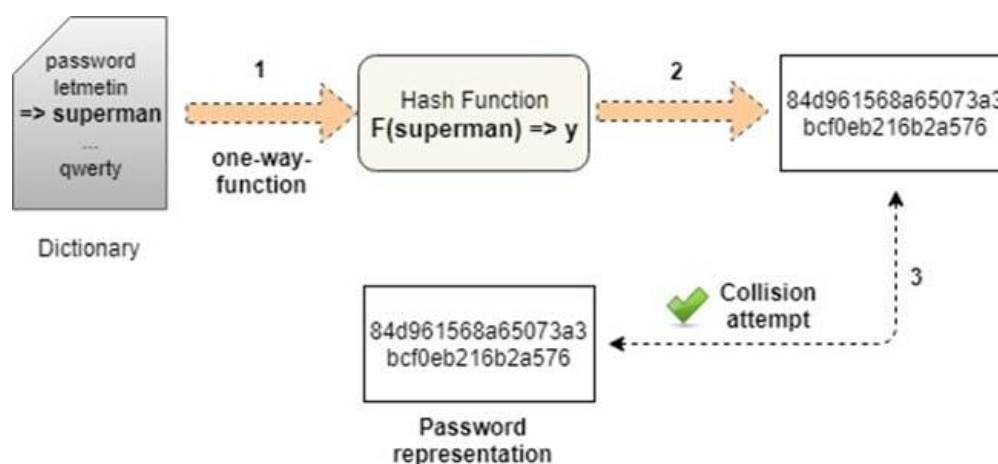 password
letmetin
=> superman
...
qwerty
Dictionary
1
one-way-
function
Hash Function
F(superman) => y
2
84d961568a65073a3
bcf0eb216b2a576
3
Collision
attempt
84d961568a65073a3
bcf0eb216b2a576
Password
representation